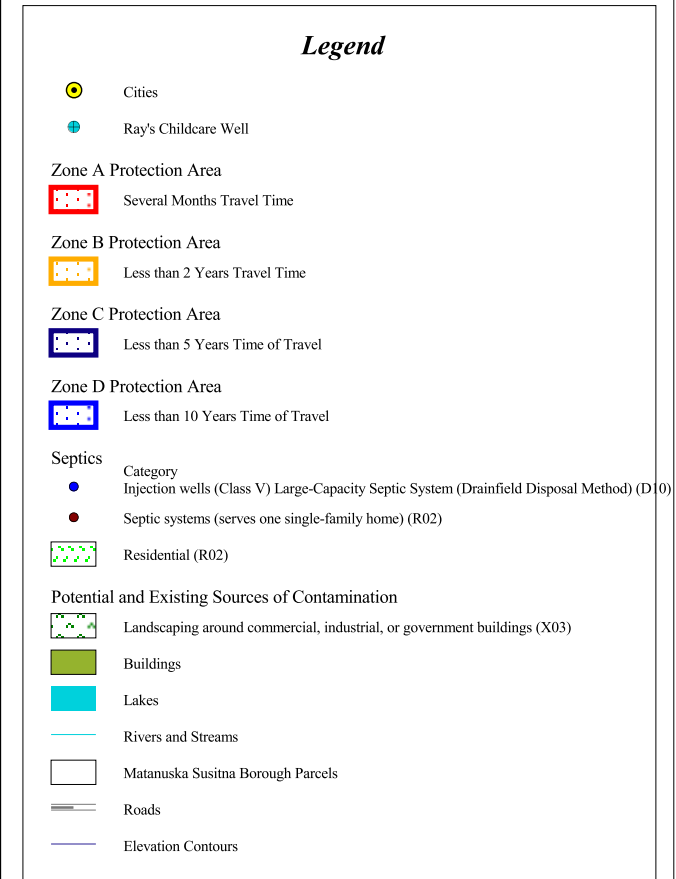 Legend
Cities
Ray's Childcare Well
Zone A Protection Area
Several Months Travel Time
Zone B Protection Area
Less than 2 Years Travel Time
Zone C Protection Area
Less than 5 Years Time of Travel
Zone D Protection Area
Less than 10 Years Time of Travel
Septics
Category
Injection wells (Class V) Large-Capacity Septic System (Drainfield Disposal Method) (D10)
Septic systems (serves one single-family home) (R02)
Residential (R02)
Potential and Existing Sources of Contamination
Landscaping around commercial, industrial, or government buildings (X03)
Buildings
Lakes
Rivers and Streams
Matanuska Susitna Borough Parcels
Roads
Elevation Contours